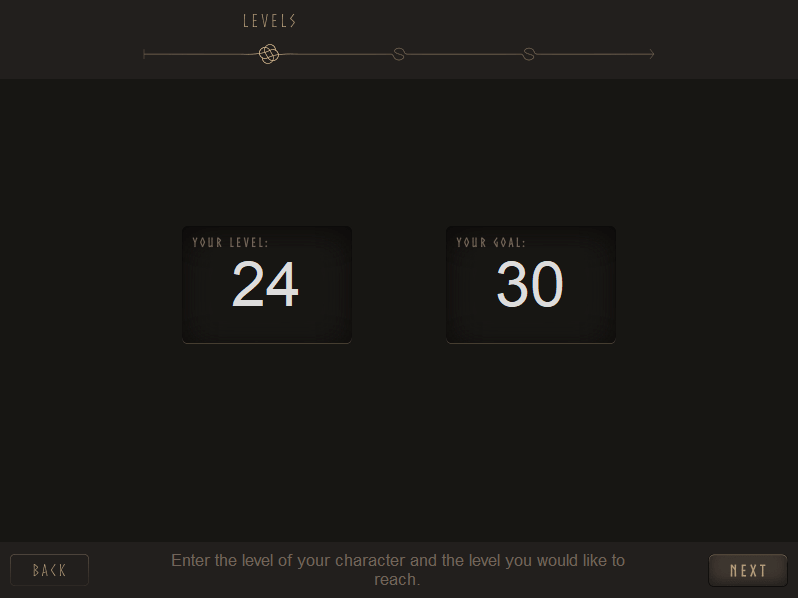 LEVELS
YOUR LEVEL:
24
YOUR GOAL:
30
BACK
Enter the level of your character and the level you would like to
reach.
NEXT